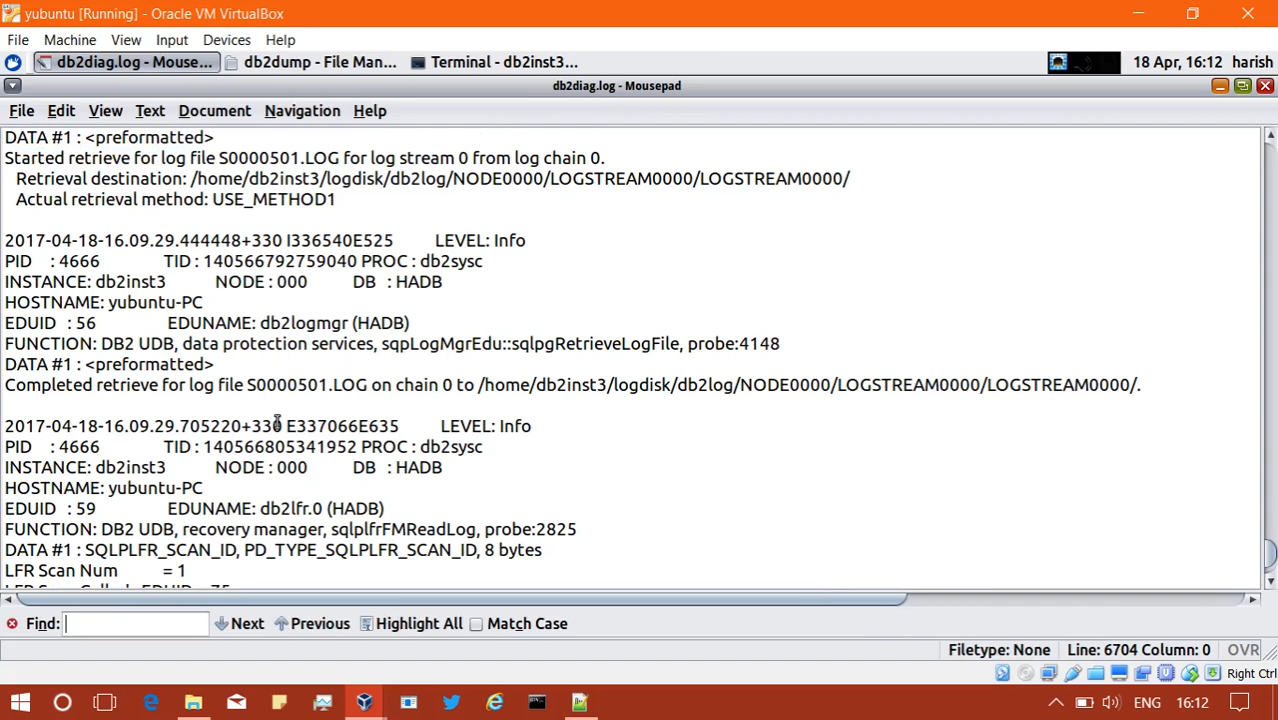 yubuntu [Running] - Oracle VM VirtualBox
File Machine View Input Devices Help
db2diag.log - Mouse... db2dump - File Man... Terminal - db2inst3... 18 Apr, 16:12 harish
db2diag.log - Mousepad
File Edit View Text Document Navigation Help
DATA #1 : <preformatted>
Started retrieve for log file S0000501.LOG for log stream 0 from log chain 0.
Retrieval destination: /home/db2inst3/logdisk/db2log/NODE0000/LOGSTREAM0000/LOGSTREAM0000/
Actual retrieval method: USE_METHOD1
2017-04-18-16.09.29.444448+330 I336540E525 LEVEL: Info
PID : 4666 TID : 140566792759040 PROC : db2sysc
INSTANCE: db2inst3 NODE : 000 DB : HADB
HOSTNAME: yubuntu-PC
EDUID : 56 EDUNAME: db2logmgr (HADB)
FUNCTION: DB2 UDB, data protection services, sqpLogMgrEdu::sqlpgRetrieveLogFile, probe:4148
DATA #1 : <preformatted>
Completed retrieve for log file S0000501.LOG on chain 0 to /home/db2inst3/logdisk/db2log/NODE0000/LOGSTREAM0000/LOGSTREAM0000/.
2017-04-18-16.09.29.705220+330 E337066E635 LEVEL: Info
PID : 4666 TID : 140566805341952 PROC : db2sysc
INSTANCE: db2inst3 NODE : 000 DB : HADB
HOSTNAME: yubuntu-PC
EDUID : 59 EDUNAME: db2lfr.0 (HADB)
FUNCTION: DB2 UDB, recovery manager, sqlplfrFMReadLog, probe:2825
DATA #1 : SQLPLFR_SCAN_ID, PD_TYPE_SQLPLFR_SCAN_ID, 8 bytes
LFR Scan Num = 1
Find: Next Previous Highlight All Match Case
Filetype: None Line: 6704 Column: 0 OVR
Right Ctrl
ENG 16:12